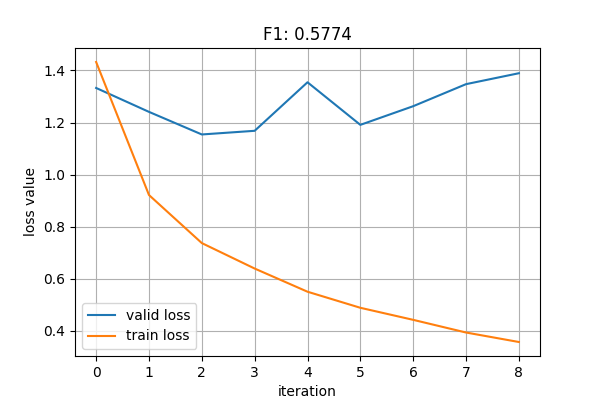 F1: 0.5774
1.4
1.2
1.0
0.8
0.6
0.4
loss value
valid loss
train loss
0 1 2 3 4 5 6 7 8
iteration